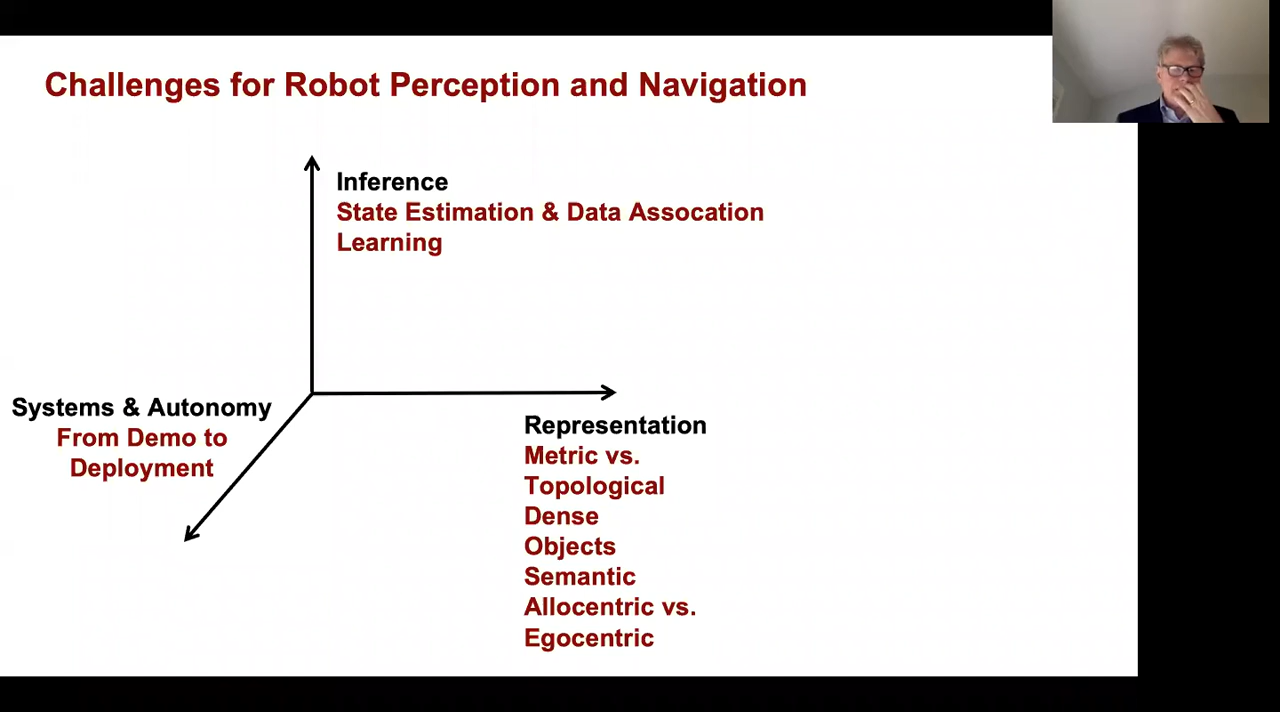 Challenges for Robot Perception and Navigation
Inference
State Estimation & Data Assocation
Learning
Systems & Autonomy
From Demo to
Deployment
Representation
Metric vs.
Topological
Dense
Objects
Semantic
Allocentric vs.
Egocentric